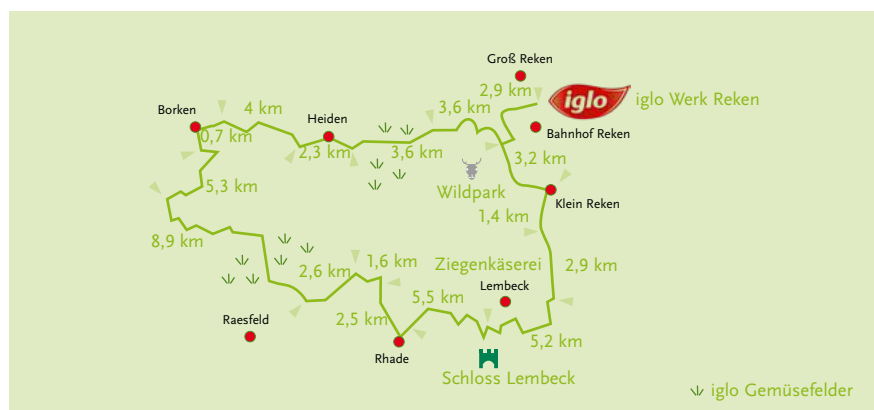 Groß Reken
2,9 km
iglo
iglo Werk Reken
Borken
4 km
Heiden
3,6 km
Bahnhof Reken
0,7 km
2,3 km
3,6 km
3,2 km
5,3 km
Wildpark
Klein Reken
1,4 km
8,9 km
2,6 km
1,6 km
Ziegenkäserei
2,9 km
Lembeck
5,5 km
Raesfeld
2,5 km
5,2 km
Rhade
Schloss Lembeck
iglo Gemüsefelder